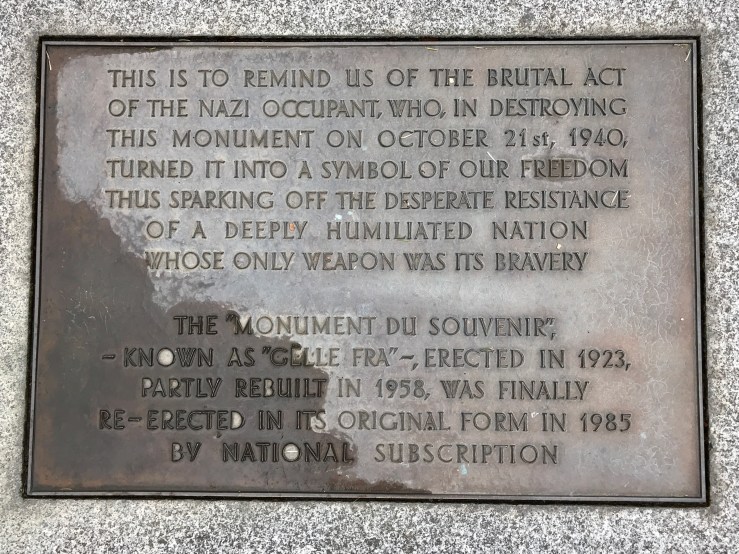 THIS IS TO REMIND US OF THE BRUTAL ACT
OF THE NAZI OCCUPANT, WHO, IN DESTROYING
THIS MONUMENT ON OCTOBER 21st, 1940,
TURNED IT INTO A SYMBOL OF OUR FREEDOM
THUS SPARKING OFF THE DESPERATE RESISTANCE
OF A DEEPLY HUMILIATED NATION
WHOSE ONLY WEAPON WAS ITS BRAVERY
THE "MONUMENT DU SOUVENIR",
- KNOWN AS "GËLLE FRA" -, ERECTED IN 1923,
PARTLY REBUILT IN 1958, WAS FINALLY
RE-ERECTED IN ITS ORIGINAL FORM IN 1985
BY NATIONAL SUBSCRIPTION